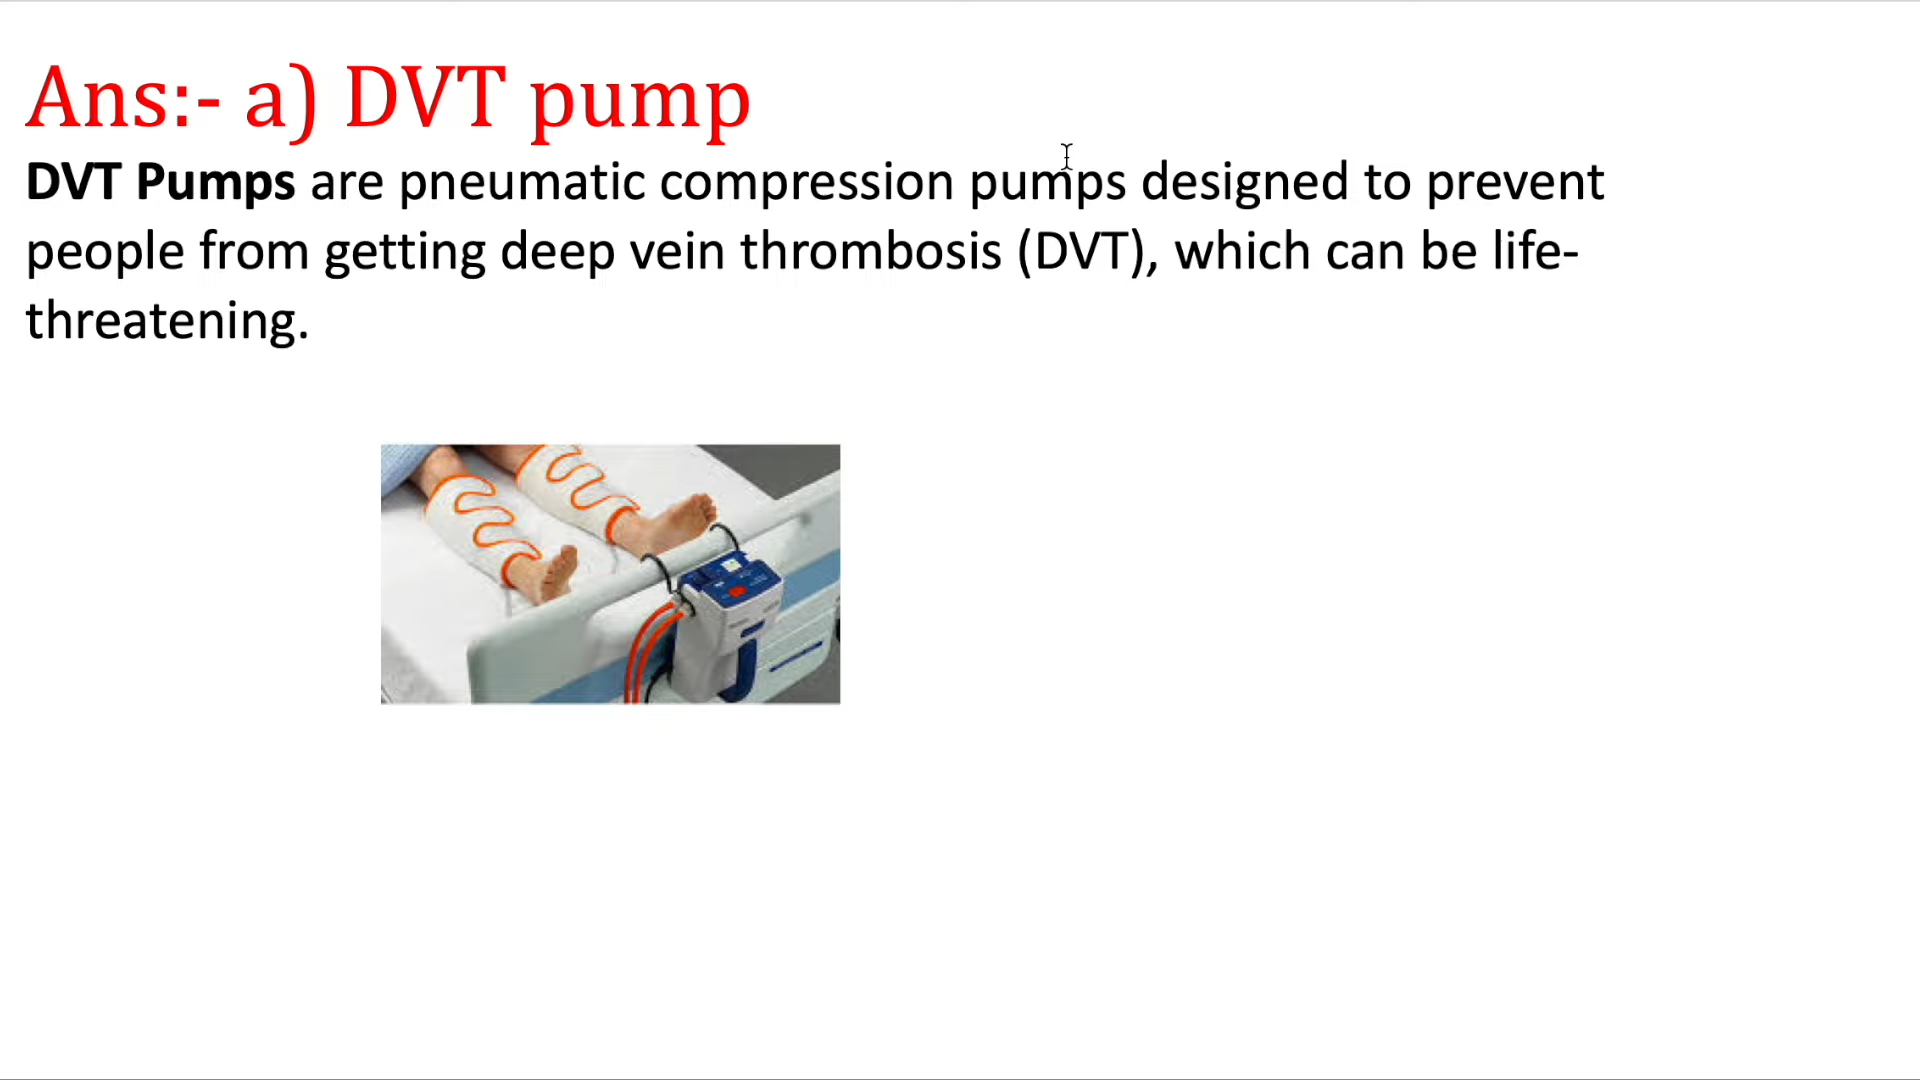 Ans:- a) DVT pump
DVT Pumps are pneumatic compression pumps designed to prevent
people from getting deep vein thrombosis (DVT), which can be life-
threatening.